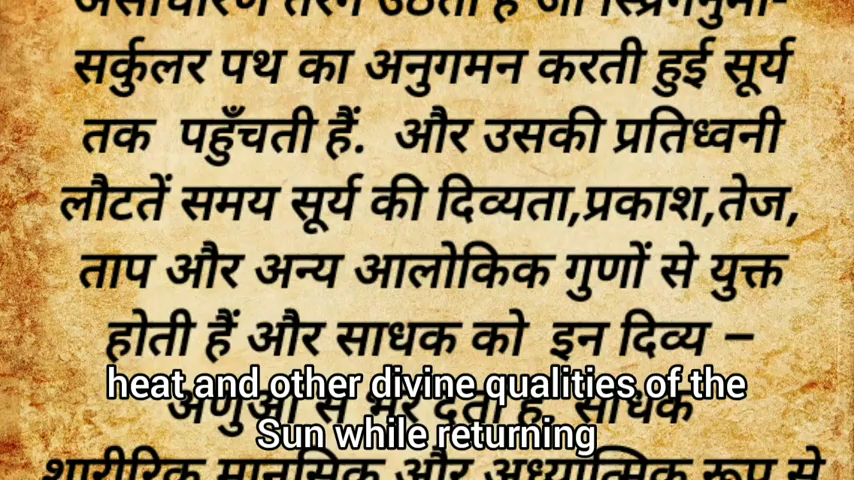 असाधारण तरंगें उठती हैं जो स्प्रिंगनुमा-
सर्कुलर पथ का अनुगमन करती हुई सूर्य
तक पहुँचती हैं. और उसकी प्रतिध्वनी
लौटतें समय सूर्य की दिव्यता,प्रकाश,तेज,
ताप और अन्य आलोकिक गुणों से युक्त
होती हैं और साधक को इन दिव्य –
heat and other divine qualities of the
अणुओं से भर देती हैं. साधक
Sun while returning
शारीरिक मानसिक और अध्यात्मिक रूप से